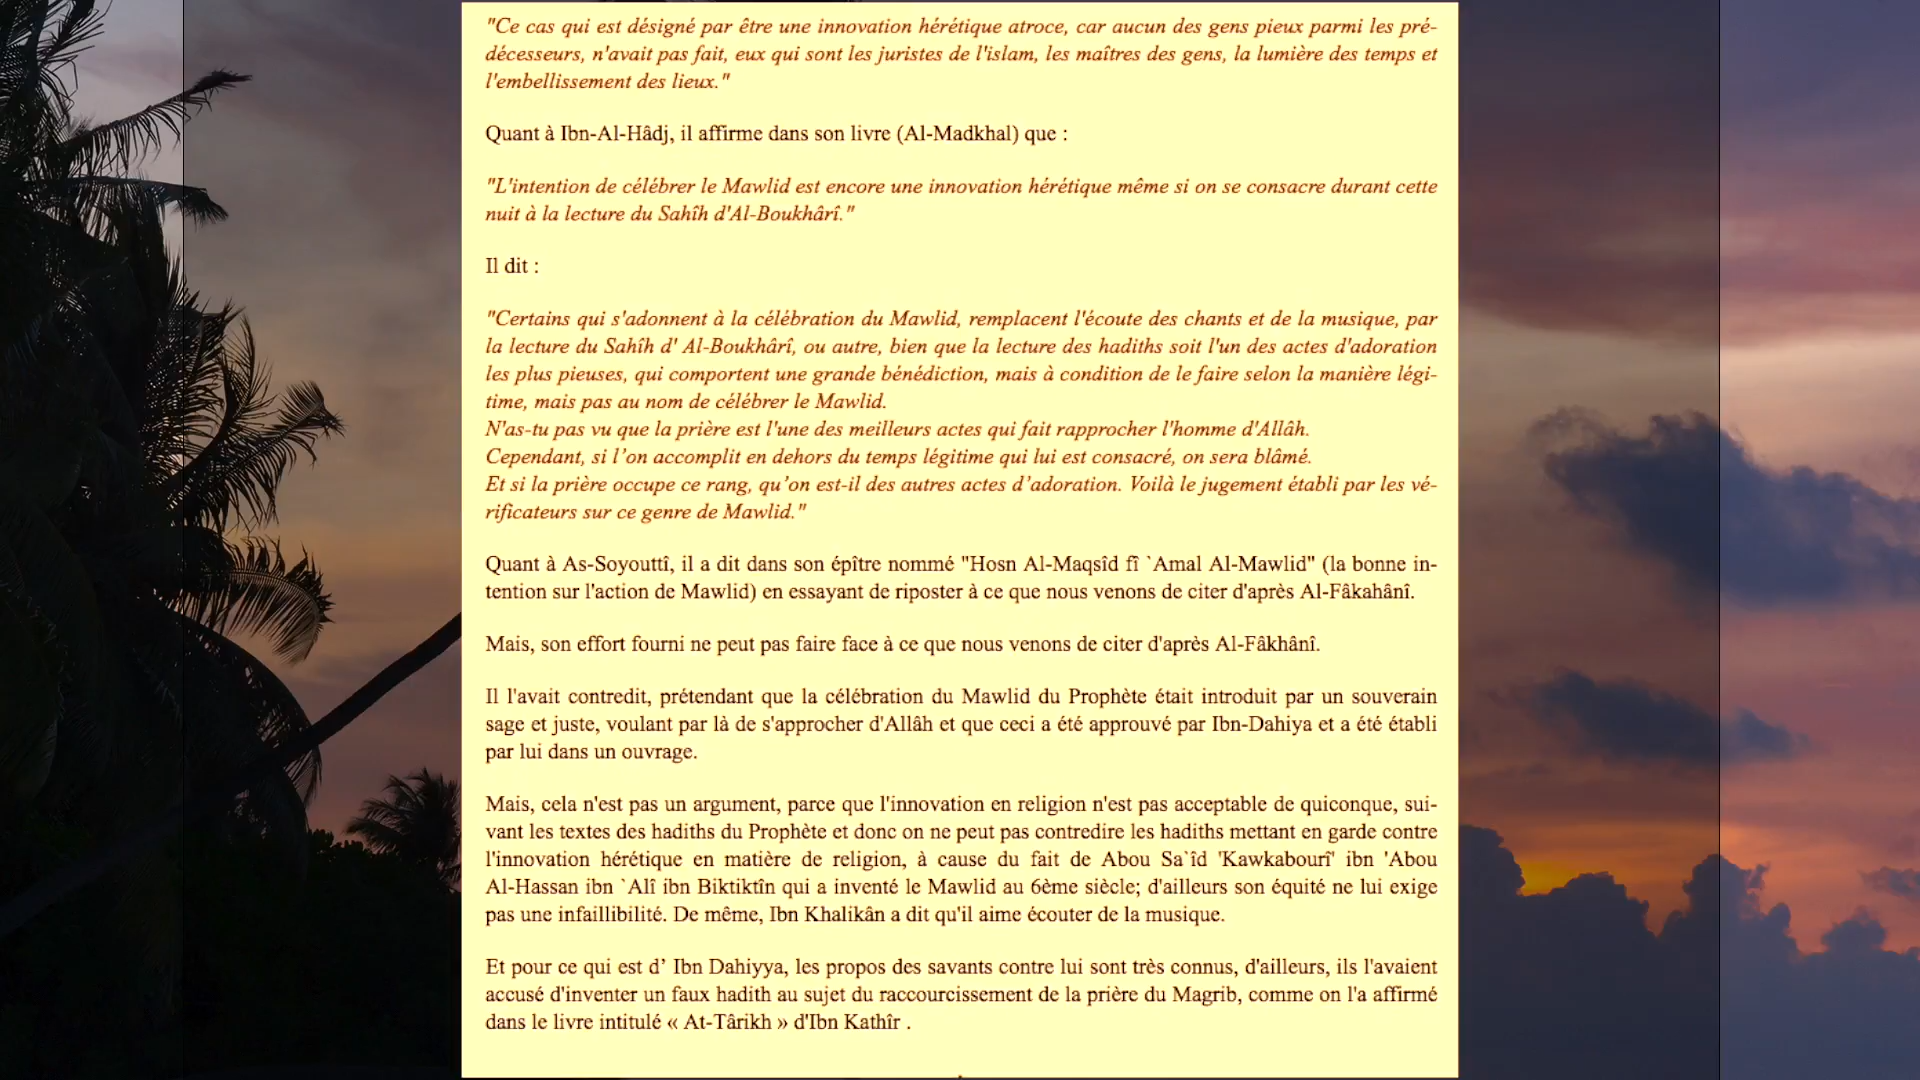 "Ce cas qui est désigné par être une innovation hérétique atroce, car aucun des gens pieux parmi les pré-
décesseurs, n'avait pas fait, eux qui sont les juristes de l'islam, les maîtres des gens, la lumière des temps et
l'embellissement des lieux."
Quant à Ibn-Al-Hâdj, il affirme dans son livre (Al-Madkhal) que :
"L'intention de célébrer le Mawlid est encore une innovation hérétique même si on se consacre durant cette
nuit à la lecture du Sahîh d'Al-Boukhârî."
Il dit :
"Certains qui s'adonnent à la célébration du Mawlid, remplacent l'écoute des chants et de la musique, par
la lecture du Sahîh d' Al-Boukhârî, ou autre, bien que la lecture des hadiths soit l'un des actes d'adoration
les plus pieuses, qui comportent une grande bénédiction, mais à condition de le faire selon la manière légi-
time, mais pas au nom de célébrer le Mawlid.
N'as-tu pas vu que la prière est l'une des meilleurs actes qui fait rapprocher l'homme d'Allâh.
Cependant, si l’on accomplit en dehors du temps légitime qui lui est consacré, on sera blâmé.
Et si la prière occupe ce rang, qu’on est-il des autres actes d’adoration. Voilà le jugement établi par les vé-
rificateurs sur ce genre de Mawlid."
Quant à As-Soyouttî, il a dit dans son épître nommé "Hosn Al-Maqsîd fî `Amal Al-Mawlid" (la bonne in-
tention sur l'action de Mawlid) en essayant de riposter à ce que nous venons de citer d'après Al-Fâkahânî.
Mais, son effort fourni ne peut pas faire face à ce que nous venons de citer d'après Al-Fâkhânî.
Il l'avait contredit, prétendant que la célébration du Mawlid du Prophète était introduit par un souverain
sage et juste, voulant par là de s'approcher d'Allâh et que ceci a été approuvé par Ibn-Dahiya et a été établi
par lui dans un ouvrage.
Mais, cela n'est pas un argument, parce que l'innovation en religion n'est pas acceptable de quiconque, sui-
vant les textes des hadiths du Prophète et donc on ne peut pas contredire les hadiths mettant en garde contre
l'innovation hérétique en matière de religion, à cause du fait de Abou Sa`îd 'Kawkabourî' ibn 'Abou
Al-Hassan ibn `Alî ibn Biktiktîn qui a inventé le Mawlid au 6ème siècle; d'ailleurs son équité ne lui exige
pas une infaillibilité. De même, Ibn Khalikân a dit qu'il aime écouter de la musique.
Et pour ce qui est d’ Ibn Dahiyya, les propos des savants contre lui sont très connus, d'ailleurs, ils l'avaient
accusé d'inventer un faux hadith au sujet du raccourcissement de la prière du Magrib, comme on l'a affirmé
dans le livre intitulé « At-Târikh » d'Ibn Kathîr .